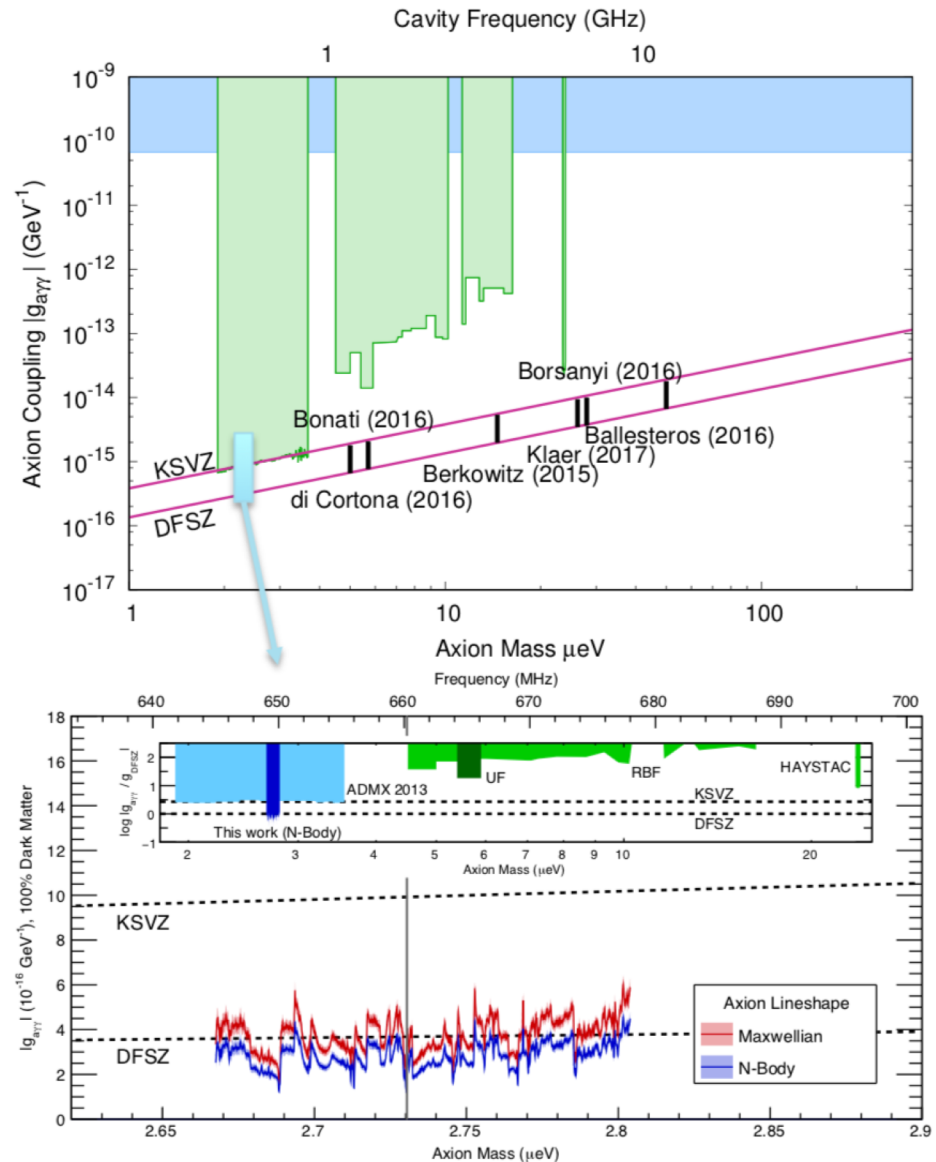 Cavity Frequency (GHz)
1 10
10⁻⁹
10⁻¹⁰
10⁻¹¹
10⁻¹²
10⁻¹³
10⁻¹⁴
10⁻¹⁵
10⁻¹⁶
10⁻¹⁷
Axion Coupling |gₐᵧᵧ| (GeV⁻¹)
Borsanyi (2016)
Bonati (2016)
Ballesteros (2016)
Klaer (2017)
KSVZ
Berkowitz (2015)
di Cortona (2016)
DFSZ
1 10 100
Axion Mass μeV
Frequency (MHz)
640 650 660 670 680 690 700
18
16
14
12
10
8
6
4
2
0
|gₐᵧᵧ| (10⁻¹⁶ GeV⁻¹), 100% Dark Matter
log |gₐᵧᵧ / g_DFSZ|
2
1
0
−1
ADMX 2013
UF
RBF
HAYSTAC
KSVZ
DFSZ
This work (N-Body)
2 3 4 5 6 7 8 9 10 20
Axion Mass (μeV)
KSVZ
DFSZ
Axion Lineshape
Maxwellian
N-Body
2.65 2.7 2.75 2.8 2.85 2.9
Axion Mass (μeV)